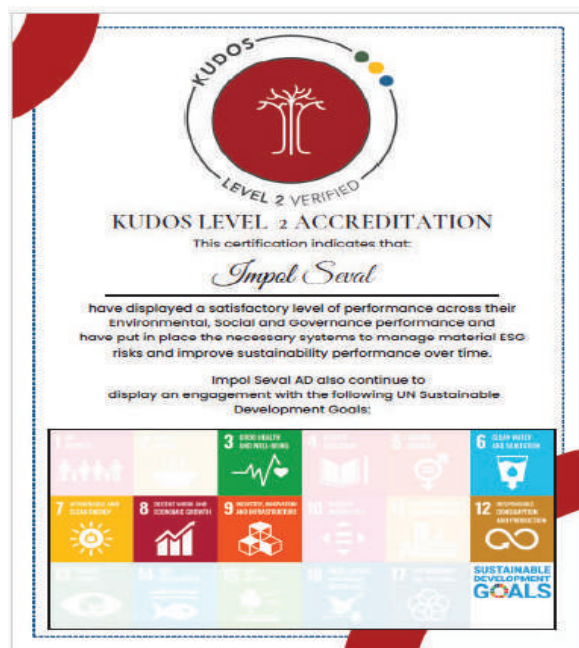 KUDOS
LEVEL 2 VERIFIED
KUDOS LEVEL 2 ACCREDITATION
This certification indicates that:
Impol Seval
have displayed a satisfactory level of performance across their
Environmental, Social and Governance performance and
have put in place the necessary systems to manage material ESG
risks and improve sustainability performance over time.
Impol Seval AD also continue to
display an engagement with the following UN Sustainable
Development Goals:
3 GOOD HEALTH
AND WELL-BEING
6 CLEAN WATER
AND SANITATION
7 AFFORDABLE AND
CLEAN ENERGY
8 DECENT WORK AND
ECONOMIC GROWTH
9 INDUSTRY, INNOVATION
AND INFRASTRUCTURE
12 RESPONSIBLE
CONSUMPTION
AND PRODUCTION
SUSTAINABLE
DEVELOPMENT
GOALS